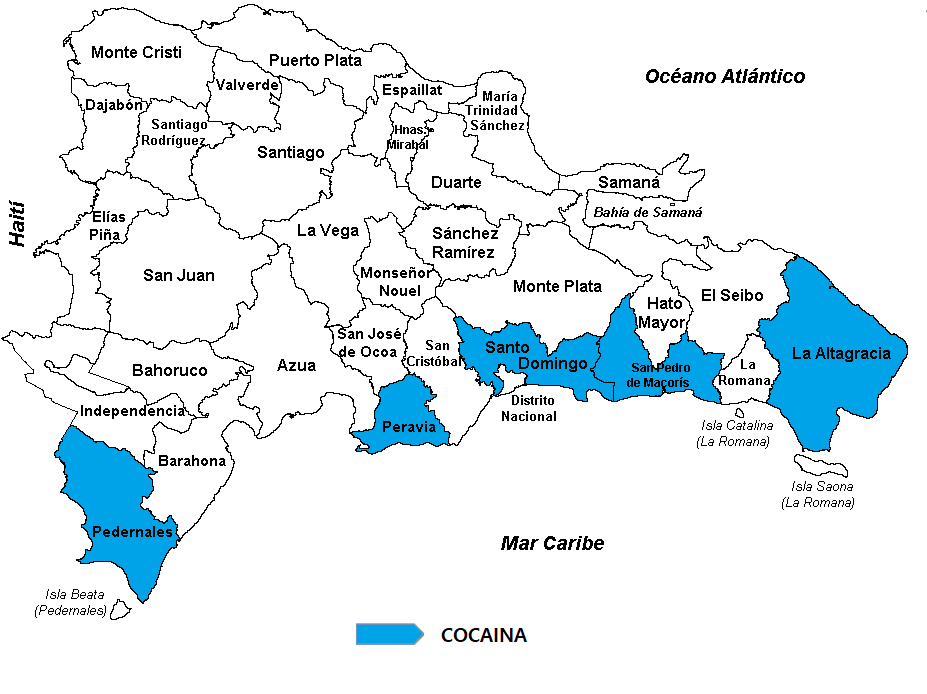 Monte Cristi
Puerto Plata
Océano Atlántico
Valverde
Espaillat
Dajabón
María
Trinidad
Sánchez
Santiago
Rodríguez
Hnas.
Mirabal
Santiago
Duarte
Samaná
Haití
Elías
Piña
Bahía de Samaná
La Vega
Sánchez
Ramírez
San Juan
Monseñor
Nouel
Monte Plata
El Seibo
Hato
Mayor
San José
de Ocoa
San
Cristóbal
Santo
Domingo
La Altagracia
Bahoruco
Azua
San Pedro
de Macorís
La
Romana
Independencia
Distrito
Nacional
Peravia
Isla Catalina
(La Romana)
Barahona
Isla Saona
(La Romana)
Pedernales
Mar Caribe
Isla Beata
(Pedernales)
COCAINA